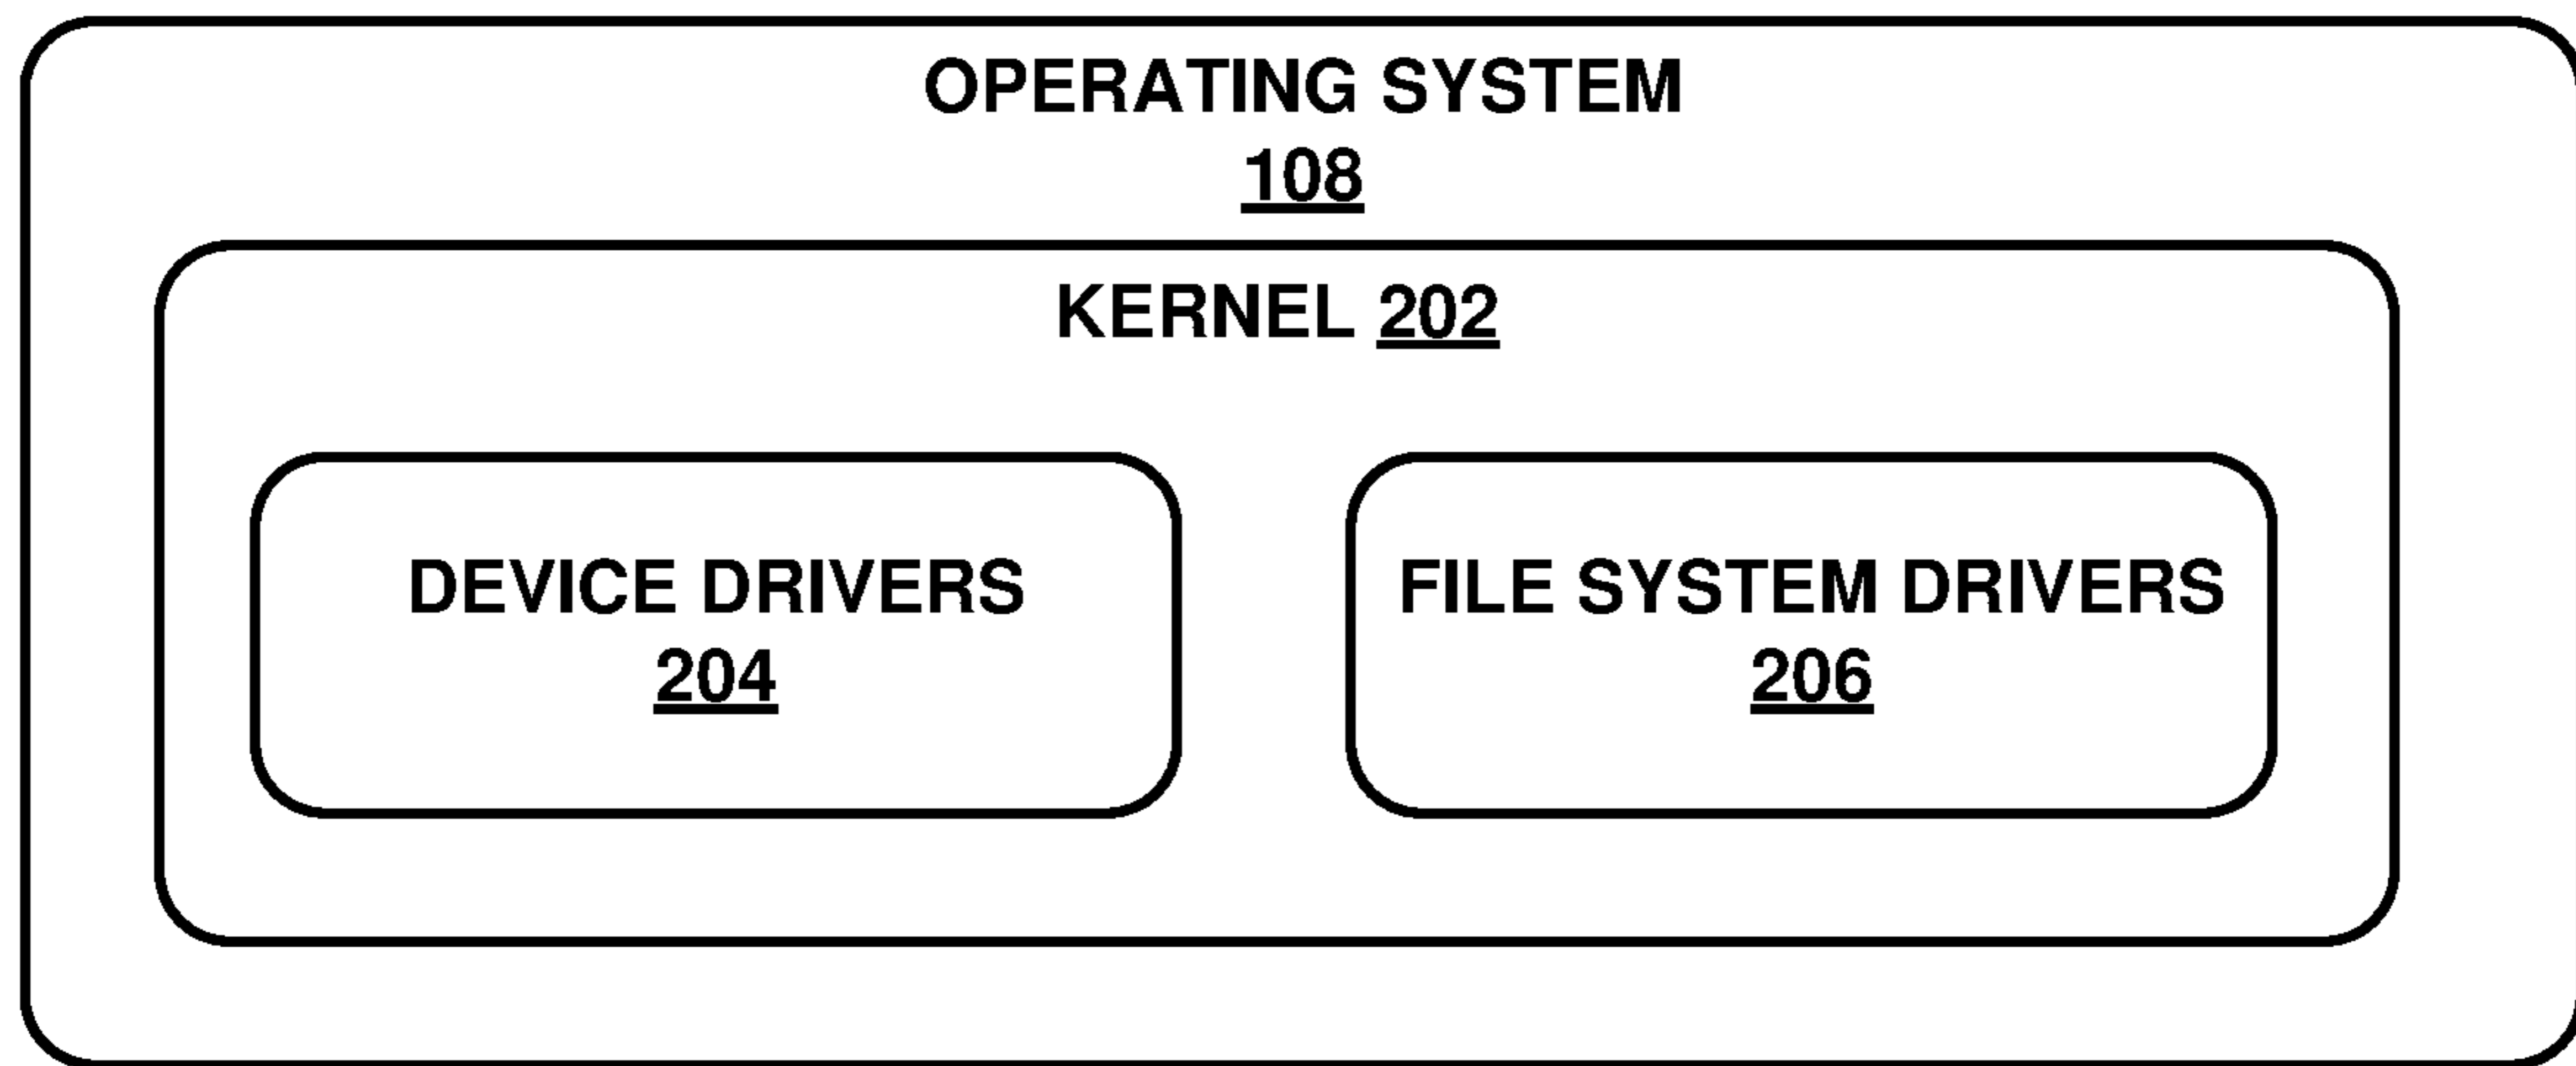 OPERATING SYSTEM
108
KERNEL 202
DEVICE DRIVERS
204
FILE SYSTEM DRIVERS
206